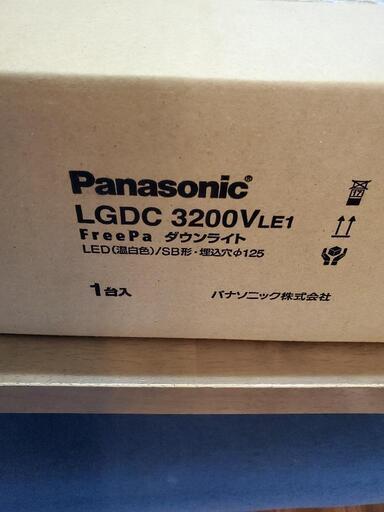 Panasonic®
LGDC 3200VLE1
FreePa ダウンライト
LED(温白色)/SB形・埋込穴φ125
1台入
パナソニック株式会社